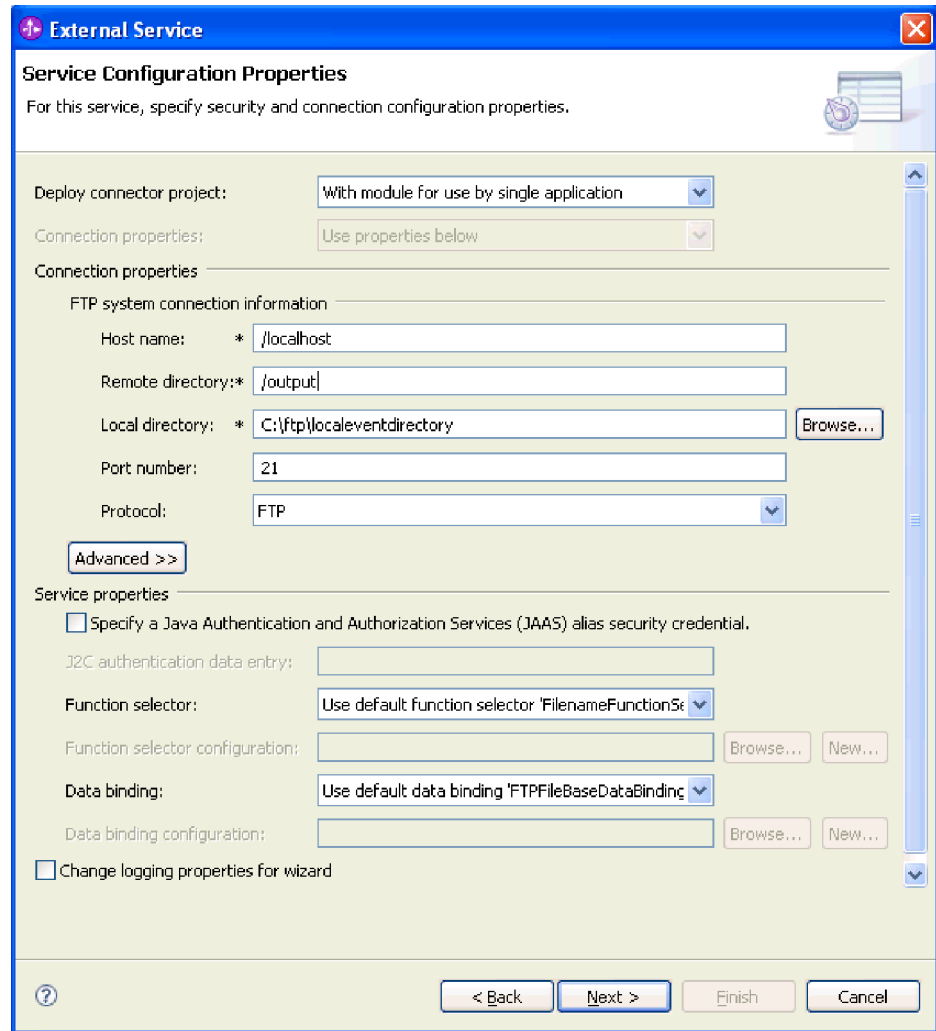 External Service
Service Configuration Properties
For this service, specify security and connection configuration properties.
Deploy connector project: With module for use by single application
Connection properties: Use properties below
Connection properties
FTP system connection information
Host name: * /localhost
Remote directory:* /output
Local directory: * C:\ftp\localeventdirectory Browse...
Port number: 21
Protocol: FTP
Advanced >>
Service properties
Specify a Java Authentication and Authorization Services (JAAS) alias security credential.
J2C authentication data entry:
Function selector: Use default function selector 'FilenameFunctionSe
Function selector configuration: Browse... New...
Data binding: Use default data binding 'FTPFileBaseDataBinding
Data binding configuration: Browse... New...
Change logging properties for wizard
? < Back Next > Finish Cancel